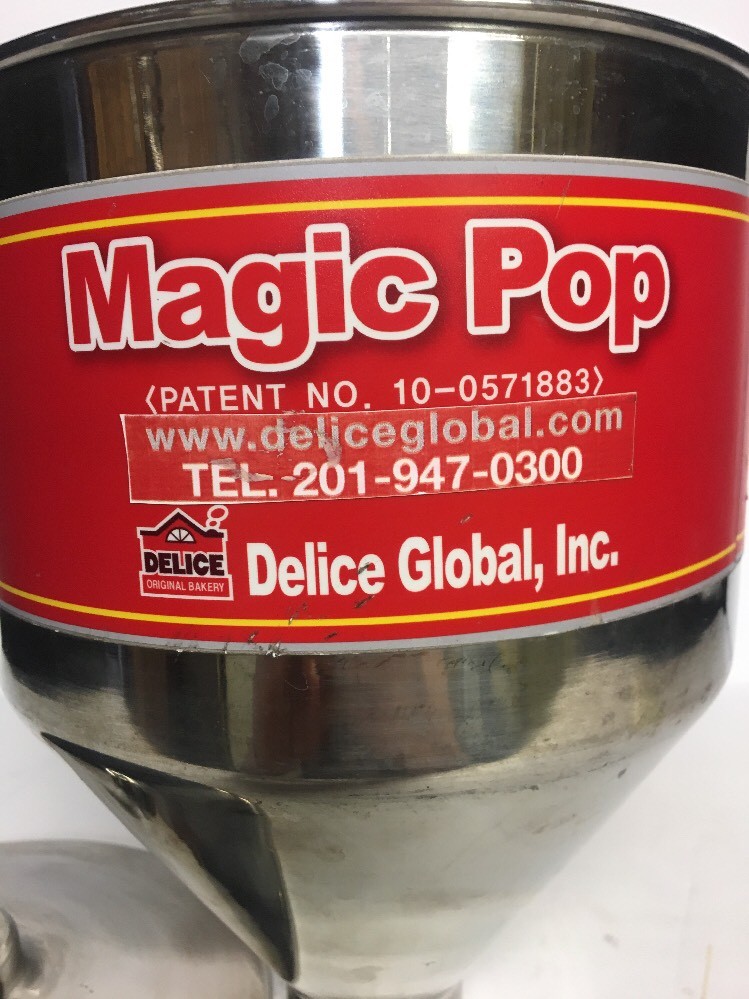 Magic Pop
〈PATENT NO. 10-0571883〉
www.deliceglobal.com
TEL. 201-947-0300
DELICE
ORIGINAL BAKERY
Delice Global, Inc.